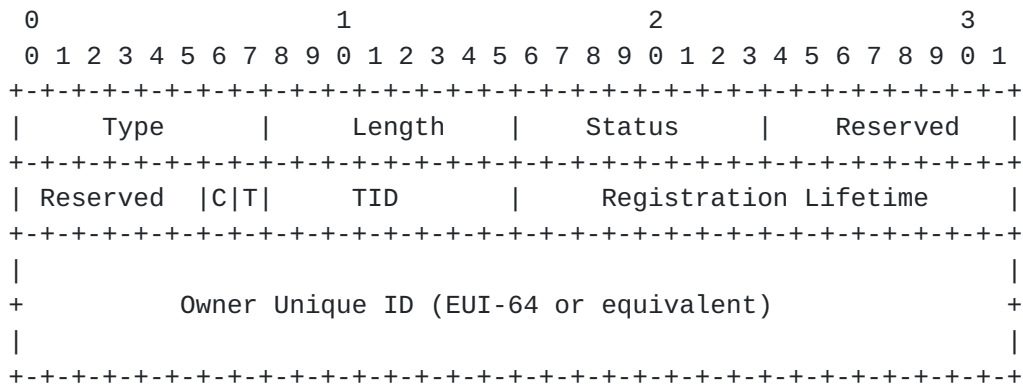 0                   1                   2                   3
 0 1 2 3 4 5 6 7 8 9 0 1 2 3 4 5 6 7 8 9 0 1 2 3 4 5 6 7 8 9 0 1
+-+-+-+-+-+-+-+-+-+-+-+-+-+-+-+-+-+-+-+-+-+-+-+-+-+-+-+-+-+-+-+-+
|     Type      |     Length    |    Status     |    Reserved   |
+-+-+-+-+-+-+-+-+-+-+-+-+-+-+-+-+-+-+-+-+-+-+-+-+-+-+-+-+-+-+-+-+
| Reserved  |C|T|     TID       |     Registration Lifetime     |
+-+-+-+-+-+-+-+-+-+-+-+-+-+-+-+-+-+-+-+-+-+-+-+-+-+-+-+-+-+-+-+-+
|                                                               |
+          Owner Unique ID (EUI-64 or equivalent)               +
|                                                               |
+-+-+-+-+-+-+-+-+-+-+-+-+-+-+-+-+-+-+-+-+-+-+-+-+-+-+-+-+-+-+-+-+